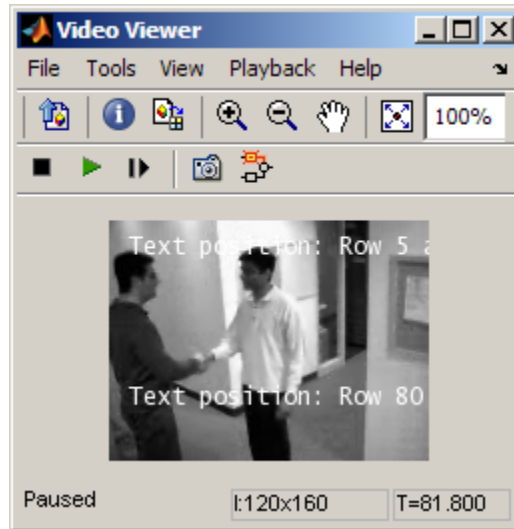 Video Viewer
File Tools View Playback Help
100%
Text position: Row 5 a
Text position: Row 80
Paused I:120x160 T=81.800